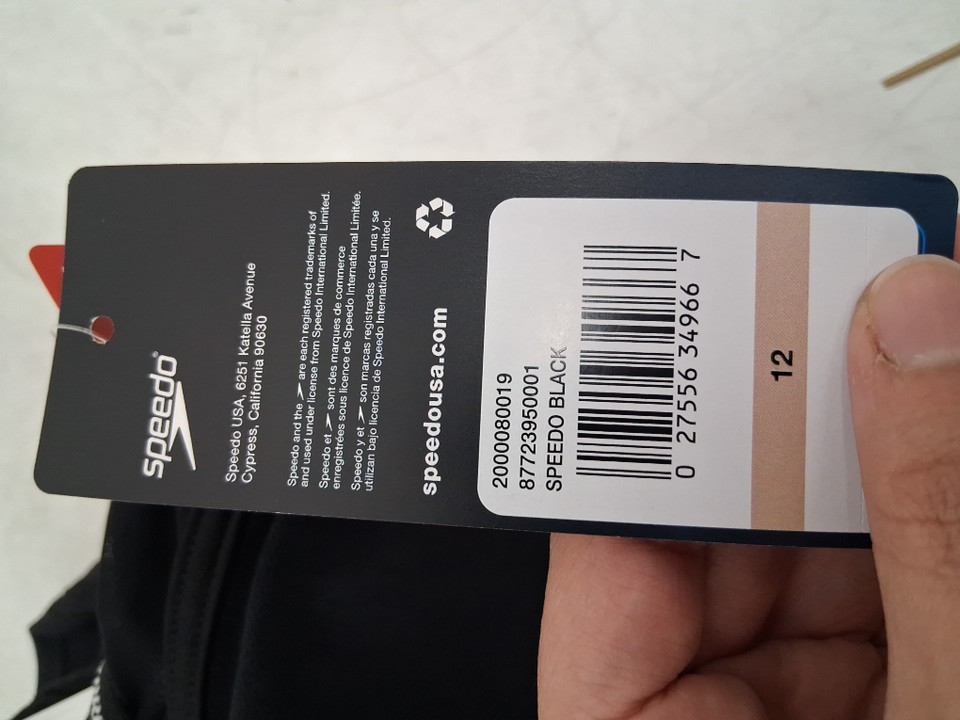 speedo
Speedo USA, 6251 Katella Avenue
Cypress, California 90630
Speedo and the are each registered trademarks of
and used under license from Speedo International Limited.
Speedo et sont des marques de commerce
enregistrées sous licence de Speedo International Limitée.
Speedo y et son marcas registradas cada una y se
utilizan bajo licencia de Speedo International Limited.
speedousa.com
2000080019
8772395001
SPEEDO BLACK
0 27556 34966 7
12